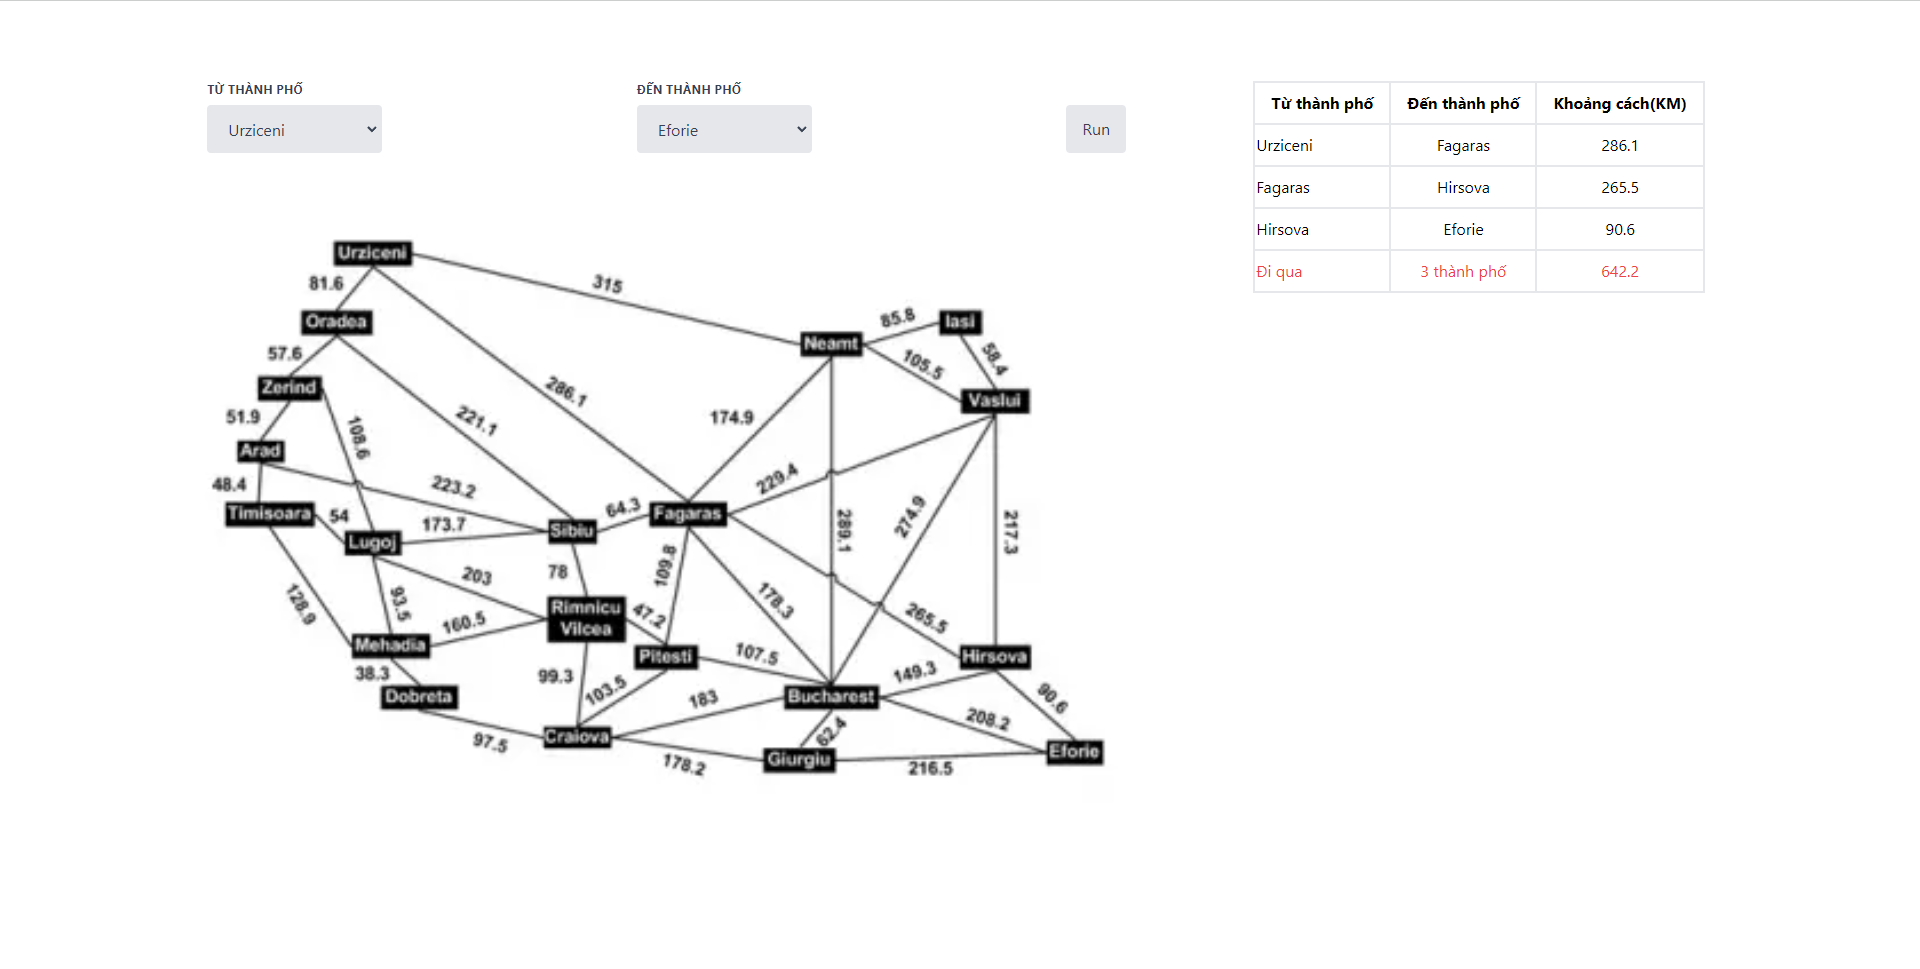 TỪ THÀNH PHỐ
ĐẾN THÀNH PHỐ
Urziceni
Eforie
Run
Từ thành phố Đến thành phố Khoảng cách(KM)
Urziceni Fagaras 286.1
Fagaras Hirsova 265.5
Hirsova Eforie 90.6
Đi qua 3 thành phố 642.2
Urziceni
81.6
315
Oradea
85.8
Iasi
Neamt
57.6
105.5
58.4
Zerind
286.1
Vaslui
51.9
108.6
221.1
174.9
Arad
48.4
223.2
229.4
Timisoara
54
173.7
64.3
Fagaras
Sibiu
289.1
274.9
217.3
Lugoj
203
78
109.8
128.9
93.5
178.3
160.5
Rimnicu
Vilcea
47.2
265.5
Mehadia
Pitesti
107.5
Hirsova
38.3
99.3
103.5
149.3
Dobreta
183
Bucharest
90.6
97.5
Craiova
62.4
208.2
178.2
Giurgiu
216.5
Eforie